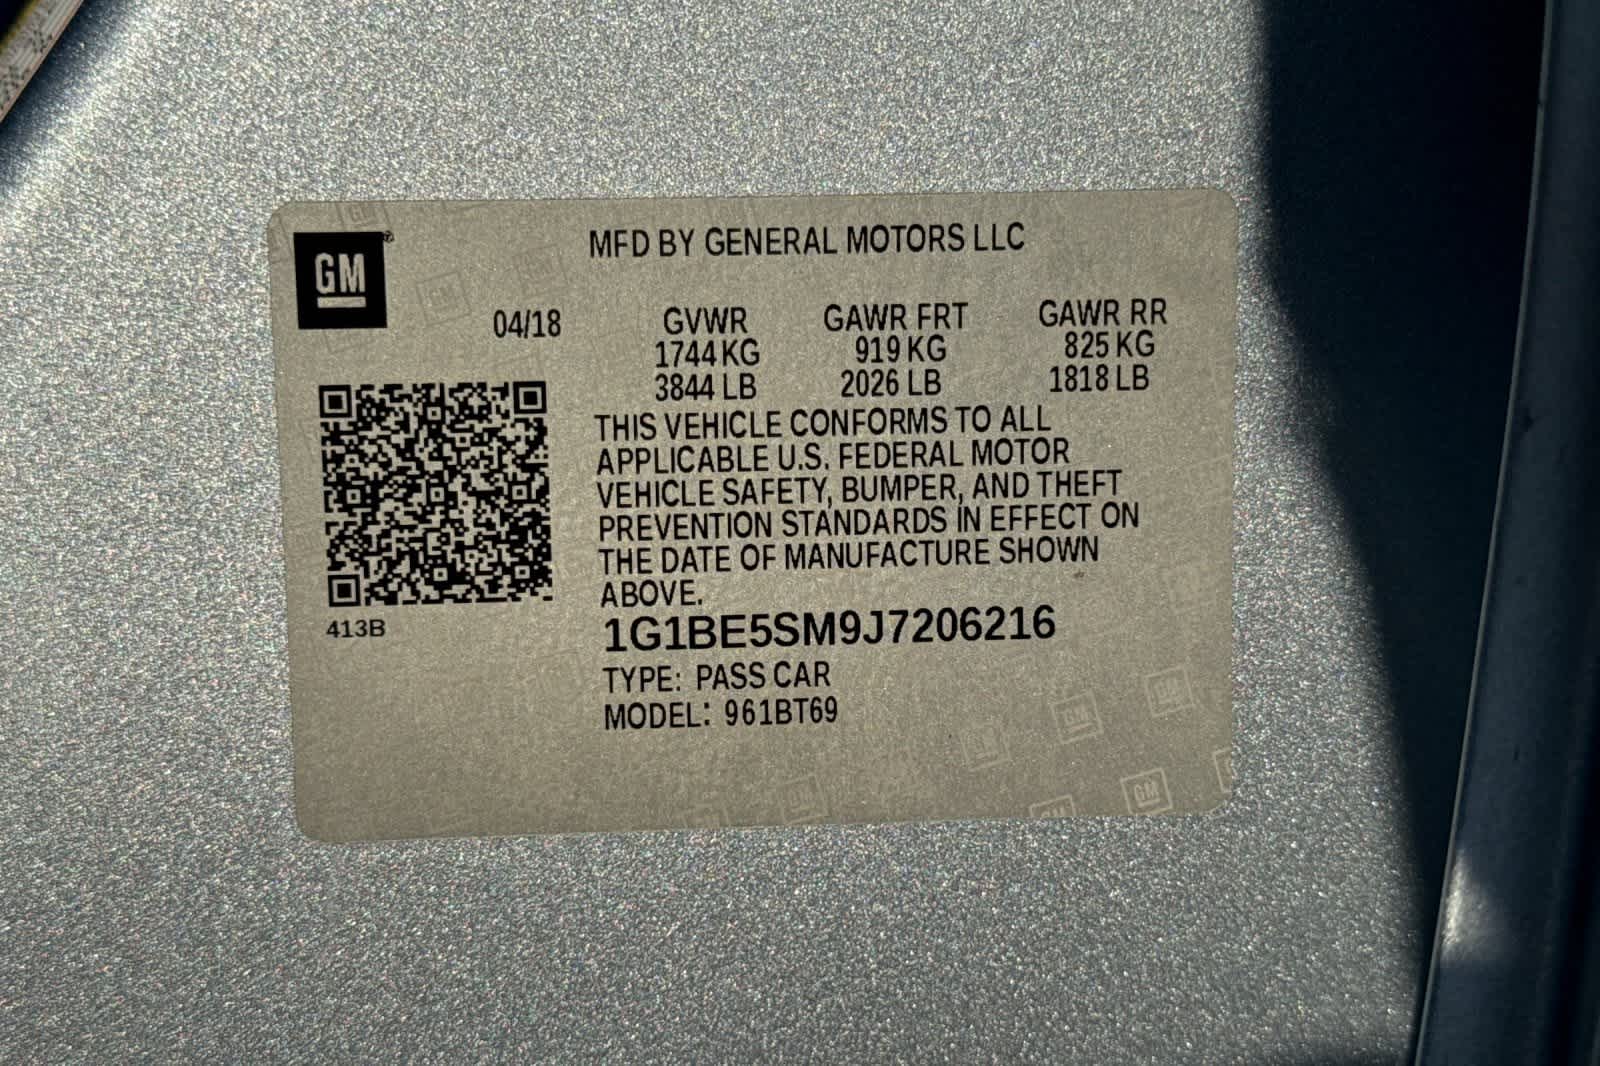 MFD BY GENERAL MOTORS LLC
GM
04/18 GVWR GAWR FRT GAWR RR
1744 KG 919 KG 825 KG
3844 LB 2026 LB 1818 LB
THIS VEHICLE CONFORMS TO ALL
APPLICABLE U.S. FEDERAL MOTOR
VEHICLE SAFETY, BUMPER, AND THEFT
PREVENTION STANDARDS IN EFFECT ON
THE DATE OF MANUFACTURE SHOWN
ABOVE.
413B
1G1BE5SM9J7206216
TYPE: PASS CAR
MODEL: 961BT69